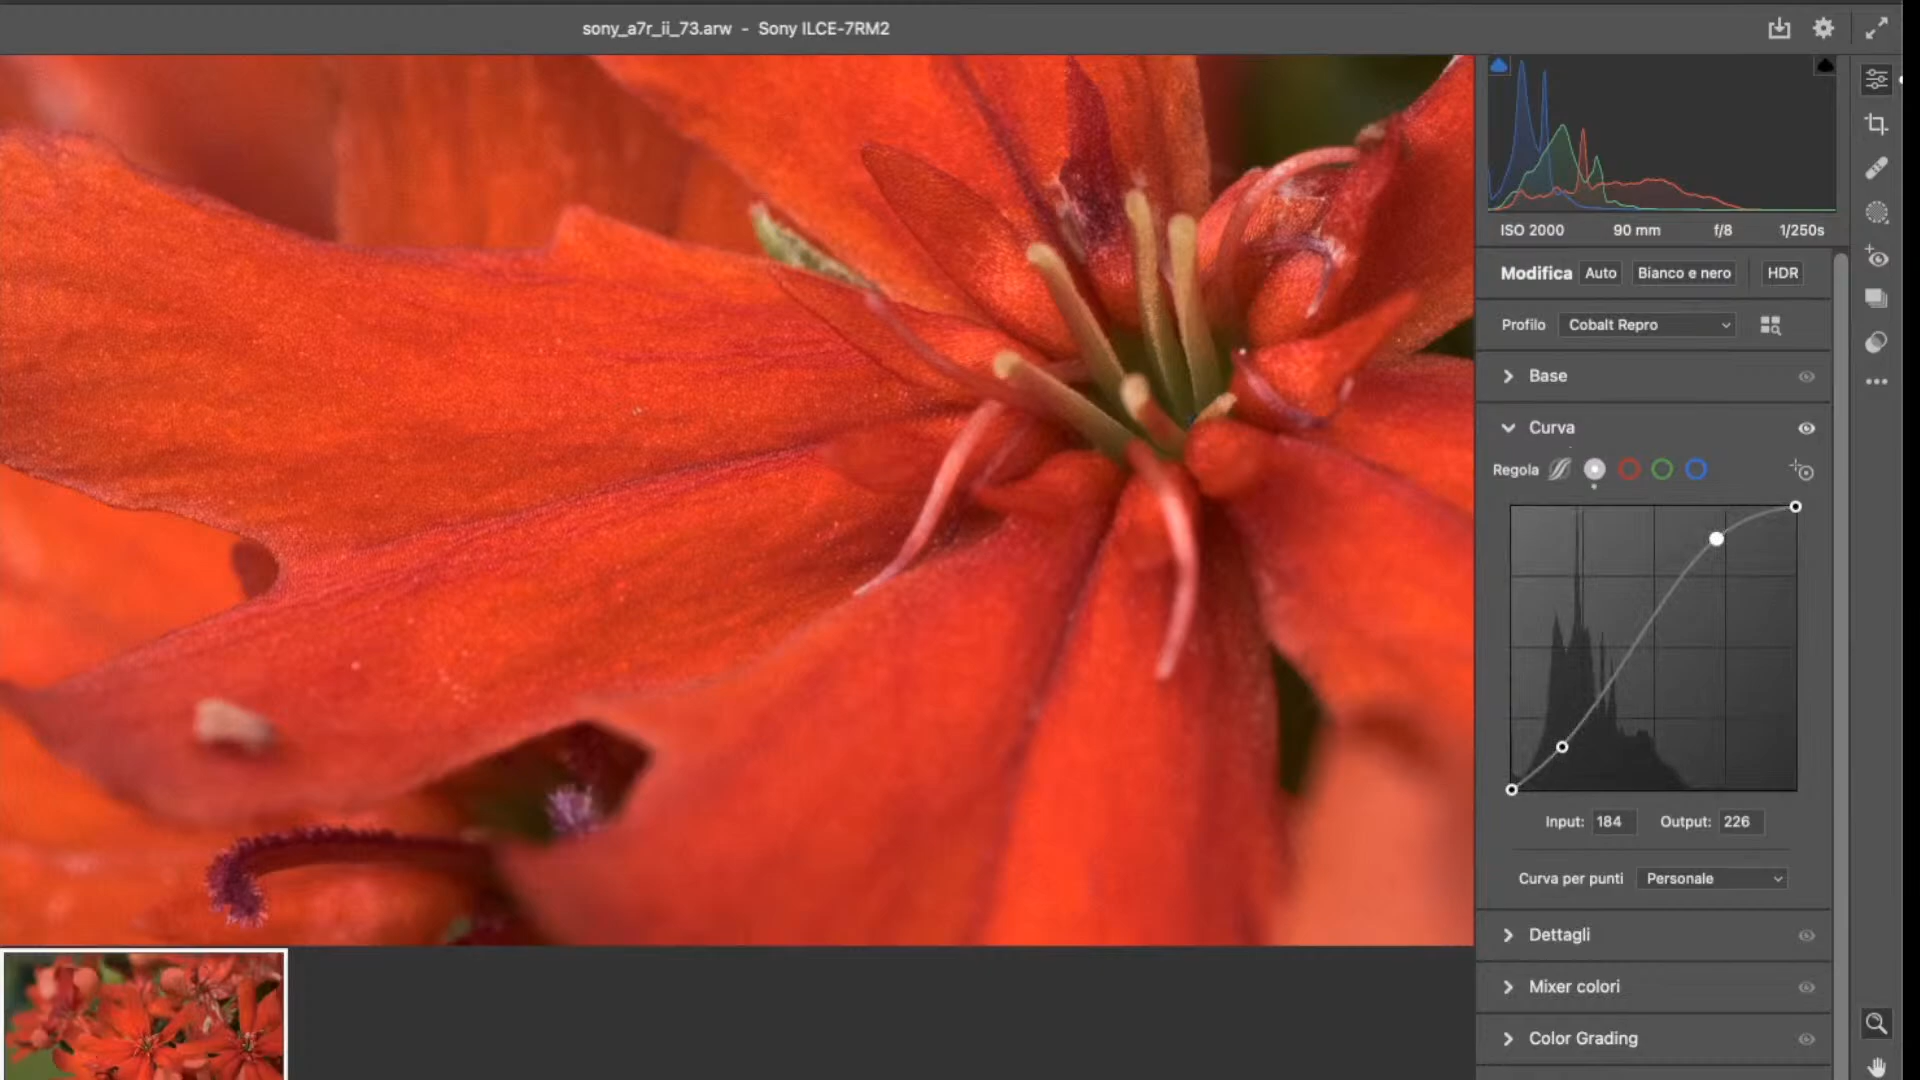 sony_a7r_ii_73.arw - Sony ILCE-7RM2
ISO 2000 90 mm f/8 1/250s
Modifica Auto Bianco e nero HDR
Profilo Cobalt Repro
Base
Curva
Regola
Input: 184 Output: 226
Curva per punti Personale
Dettagli
Mixer colori
Color Grading